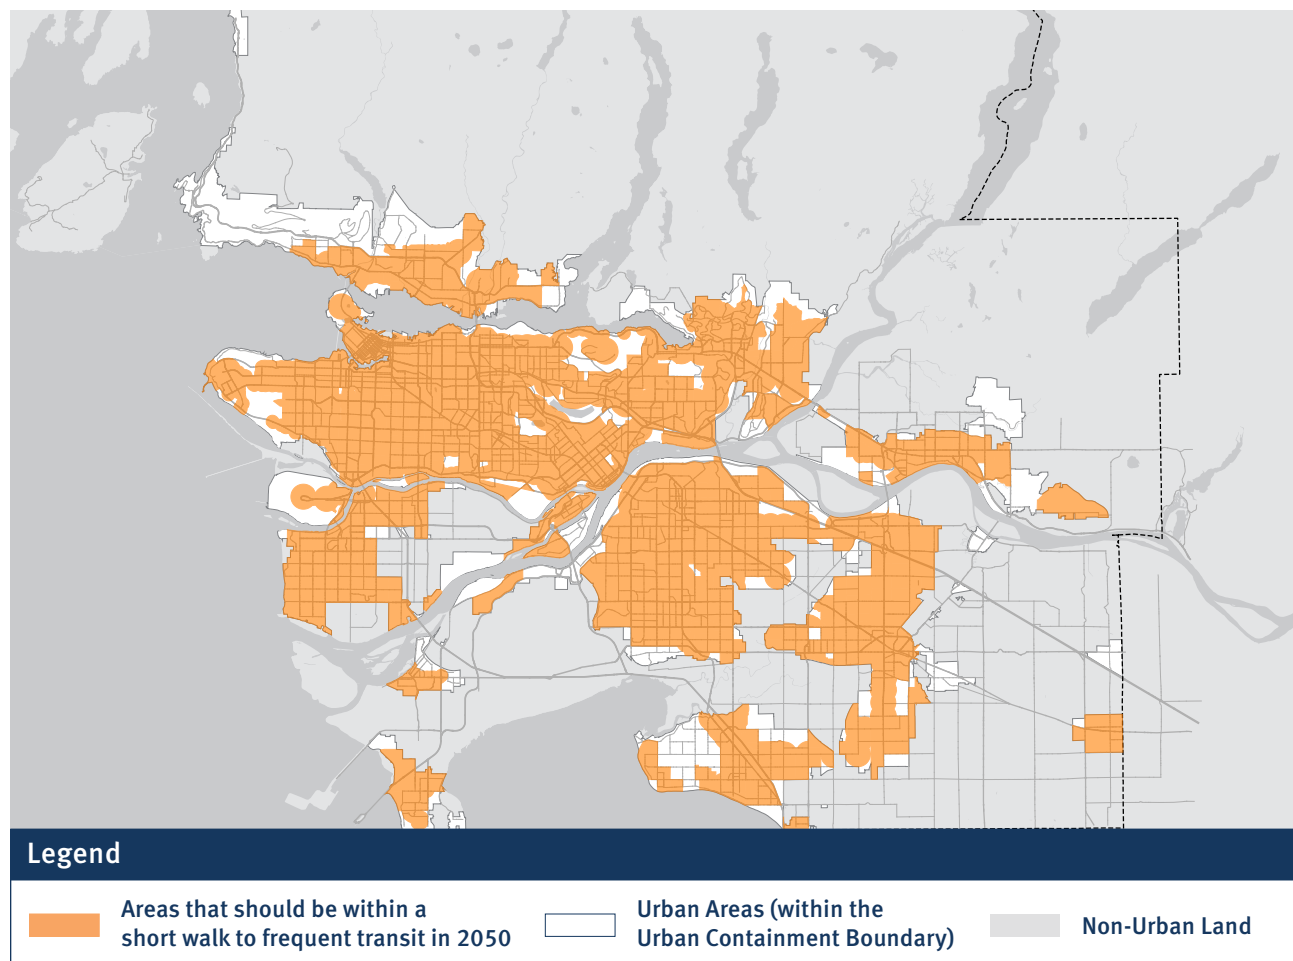 Legend
Areas that should be within a
short walk to frequent transit in 2050
Urban Areas (within the
Urban Containment Boundary)
Non-Urban Land